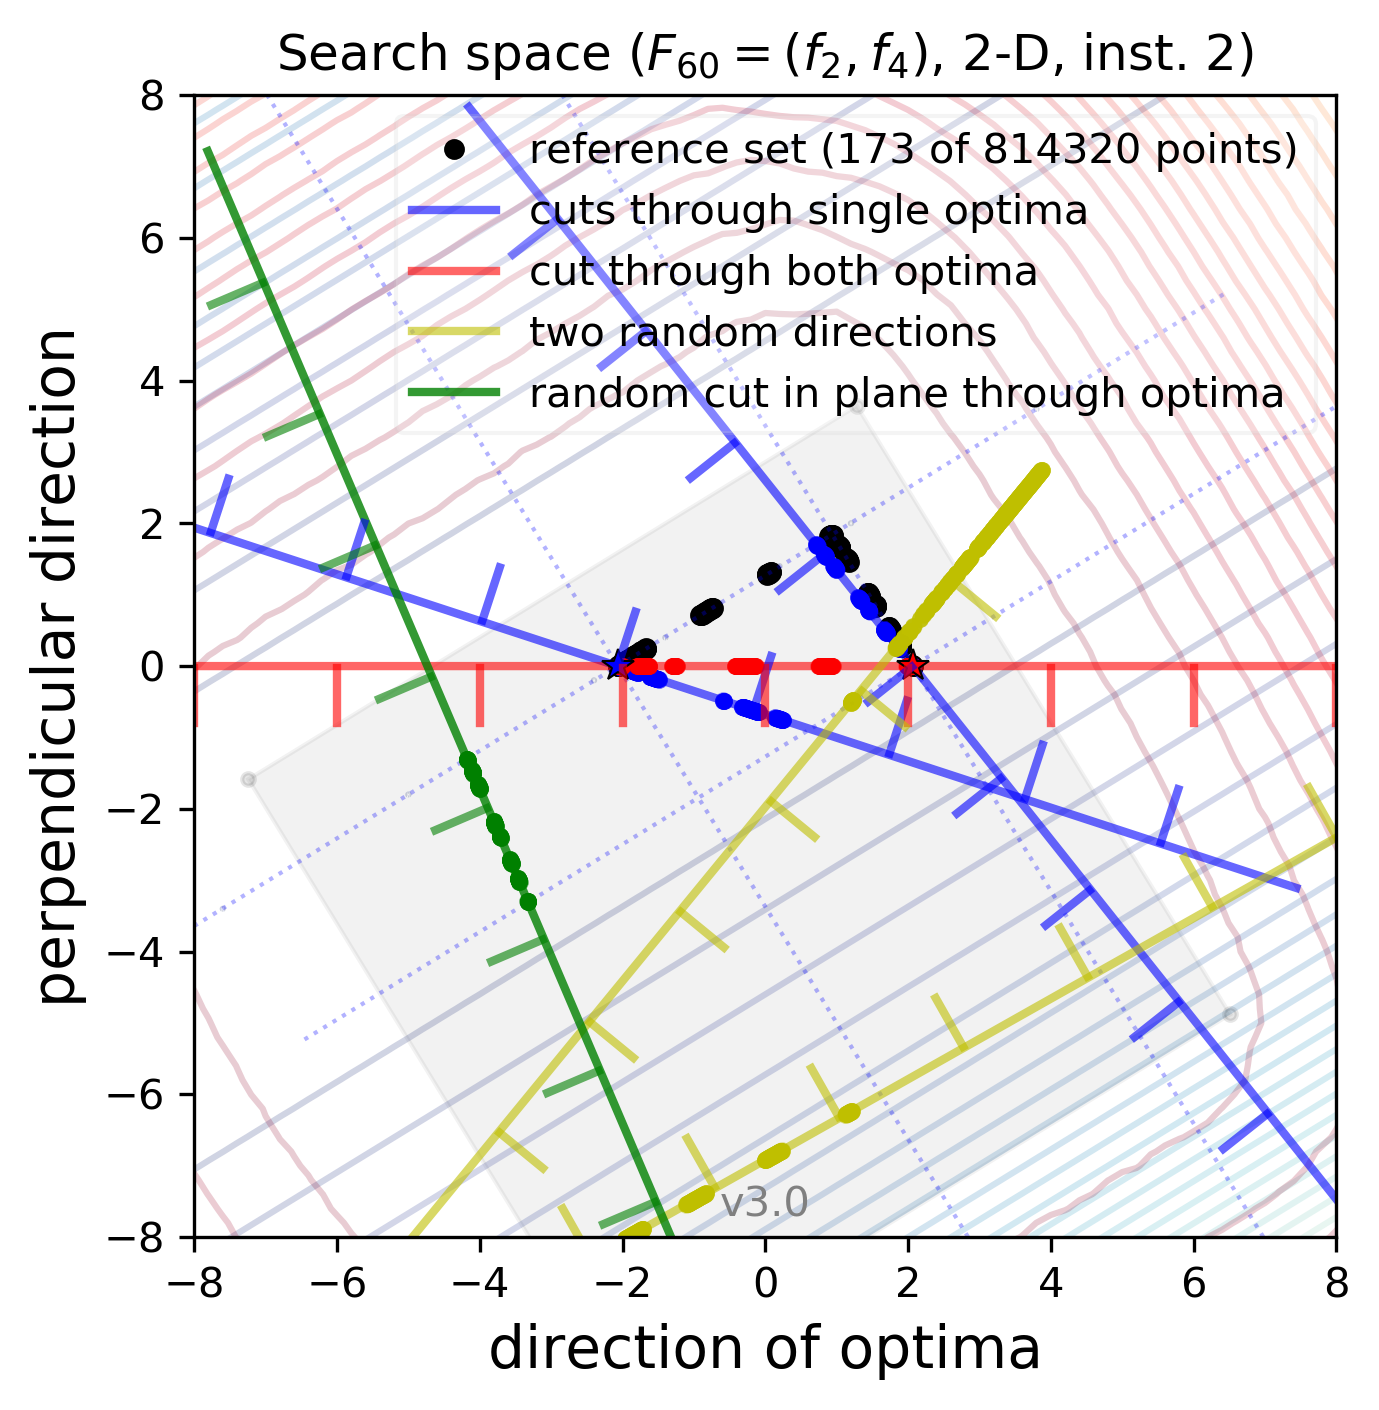 Search space (F₆₀ = (f₂, f₄), 2-D, inst. 2)
reference set (173 of 814320 points)
cuts through single optima
cut through both optima
two random directions
random cut in plane through optima
8
6
4
2
0
−2
−4
−6
−8
perpendicular direction
v3.0
−8 −6 −4 −2 0 2 4 6 8
direction of optima